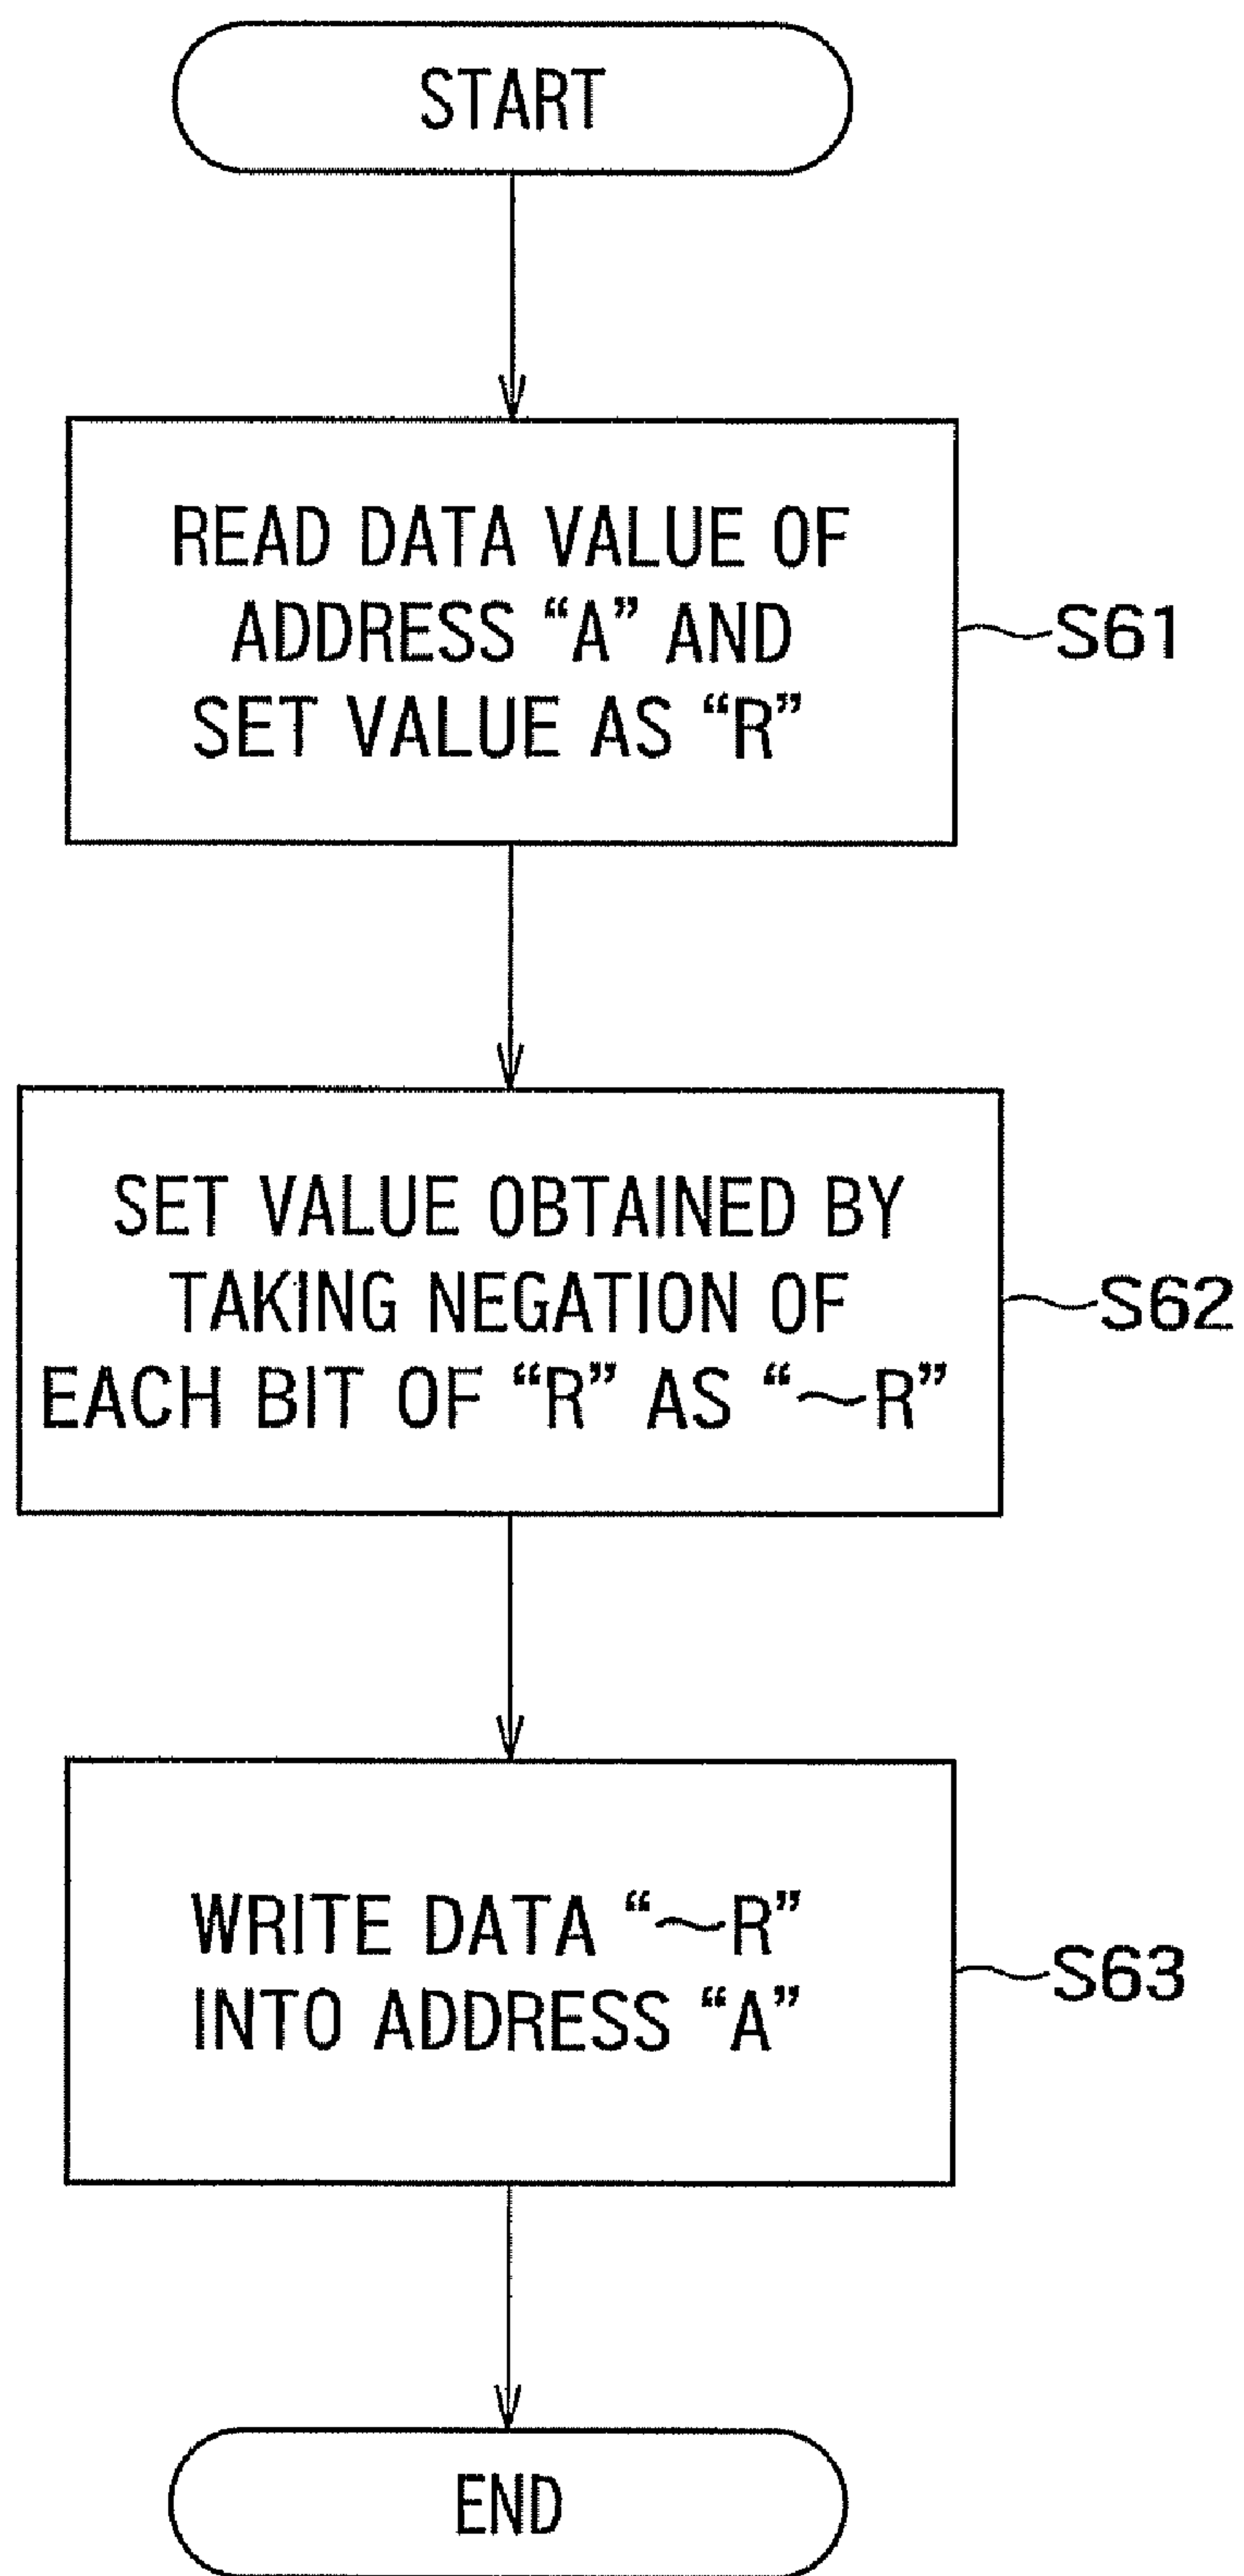 START
READ DATA VALUE OF
ADDRESS “A” AND
SET VALUE AS “R”
S61
SET VALUE OBTAINED BY
TAKING NEGATION OF
EACH BIT OF “R” AS “~R”
S62
WRITE DATA “~R”
INTO ADDRESS “A”
S63
END